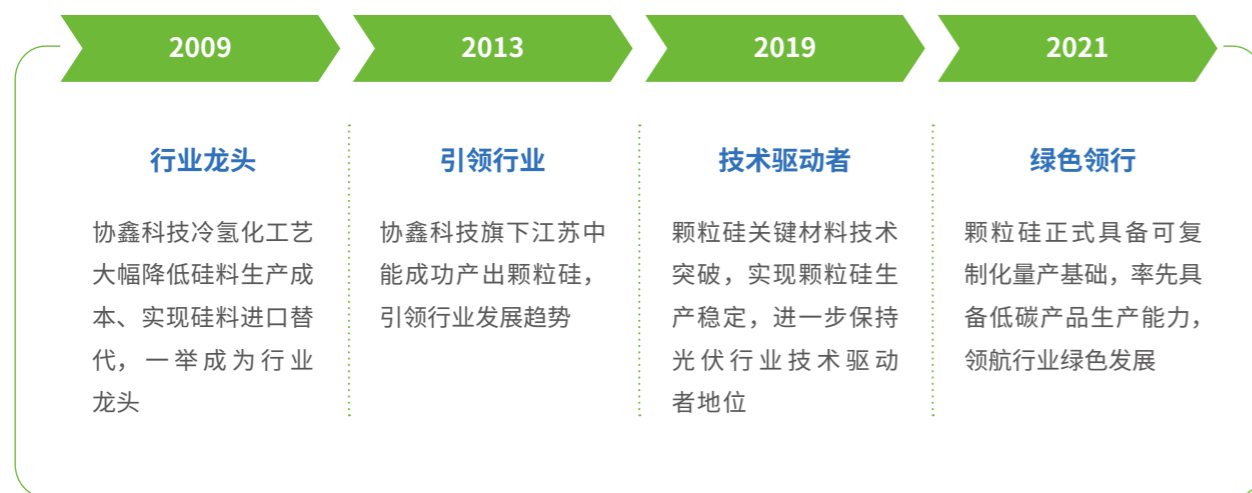 2009
2013
2019
2021
行业龙头
协鑫科技冷氢化工艺
大幅降低硅料生产成
本、实现硅料进口替
代，一举成为行业
龙头
引领行业
协鑫科技旗下江苏中
能成功产出颗粒硅，
引领行业发展趋势
技术驱动者
颗粒硅关键材料技术
突破，实现颗粒硅生
产稳定，进一步保持
光伏行业技术驱动
者地位
绿色领行
颗粒硅正式具备可复
制化量产基础，率先具
备低碳产品生产能力，
领航行业绿色发展